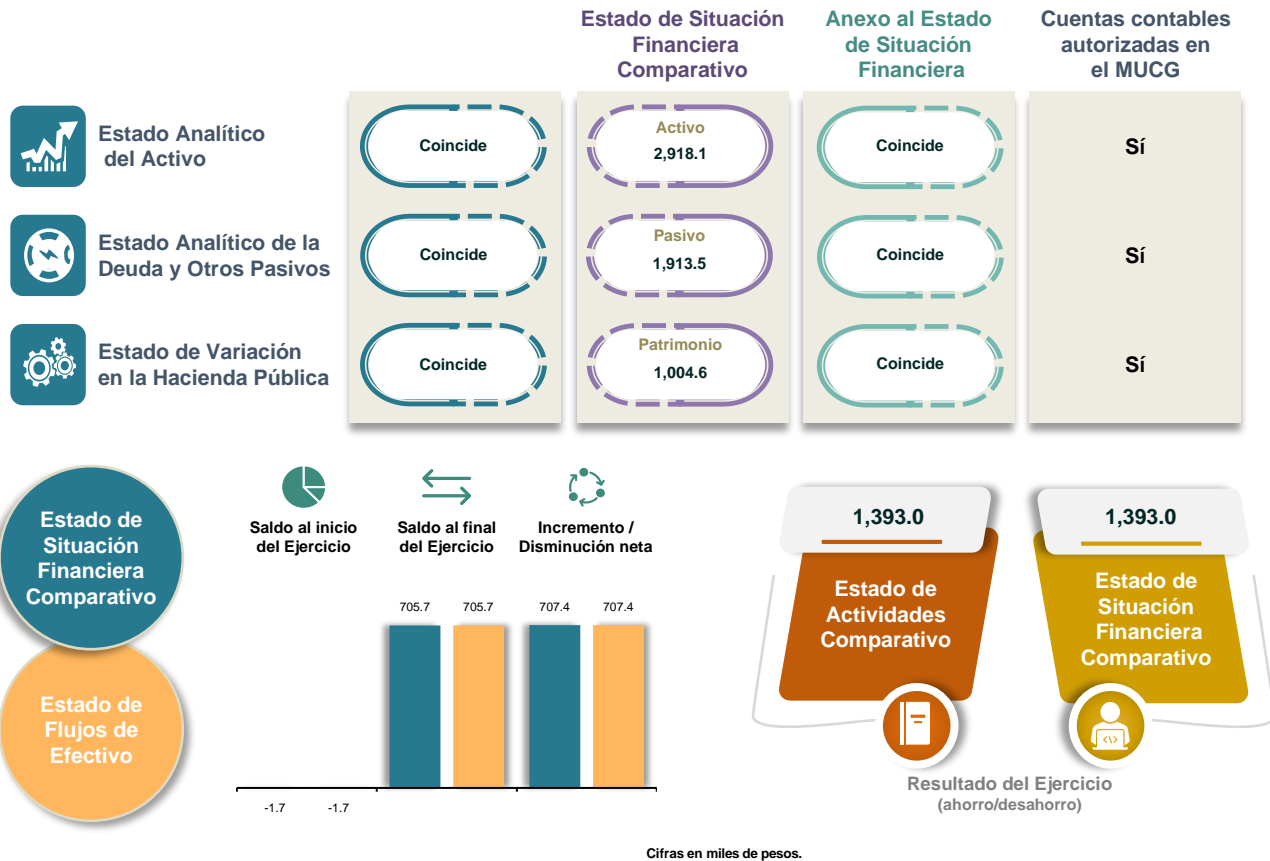 Estado de Situación
Financiera
Comparativo
Anexo al Estado
de Situación
Financiera
Cuentas contables
autorizadas en
el MUCG
Estado Analítico
del Activo
Coincide
Activo
2,918.1
Coincide
Sí
Estado Analítico de la
Deuda y Otros Pasivos
Coincide
Pasivo
1,913.5
Coincide
Sí
Estado de Variación
en la Hacienda Pública
Coincide
Patrimonio
1,004.6
Coincide
Sí
Estado de
Situación
Financiera
Comparativo
Estado de
Flujos de
Efectivo
Saldo al inicio
del Ejercicio
Saldo al final
del Ejercicio
Incremento /
Disminución neta
705.7
705.7
707.4
707.4
-1.7
-1.7
1,393.0
Estado de
Actividades
Comparativo
1,393.0
Estado de
Situación
Financiera
Comparativo
Resultado del Ejercicio
(ahorro/desahorro)
Cifras en miles de pesos.